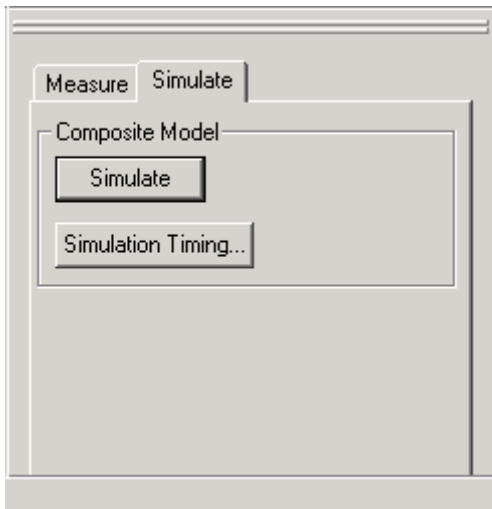 Measure Simulate
Composite Model
Simulate
Simulation Timing...